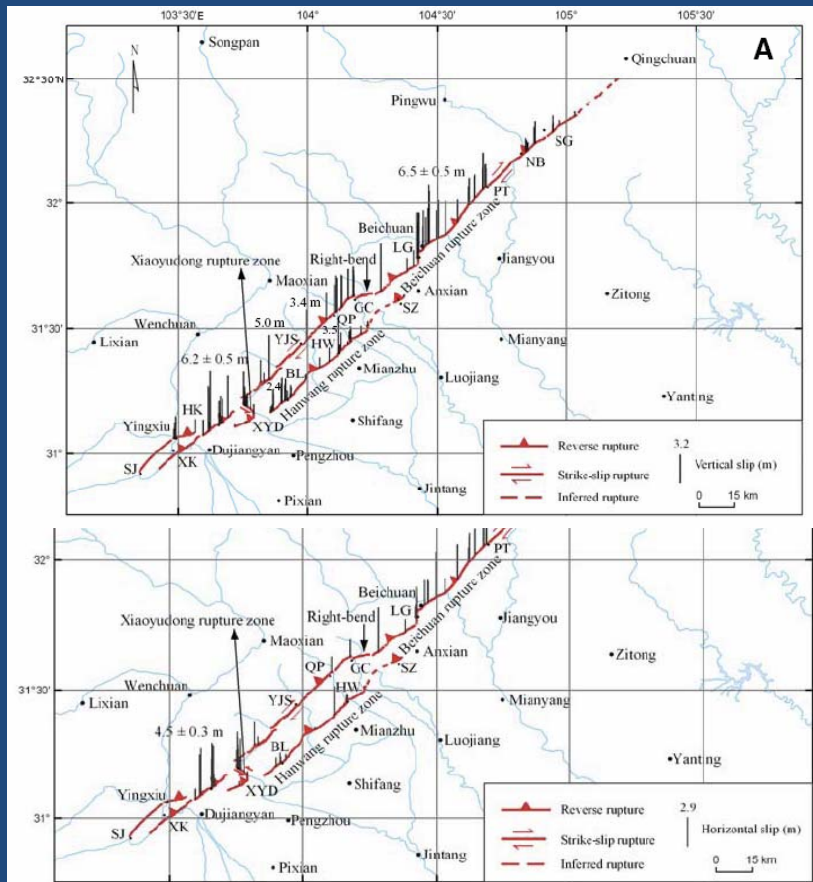 103°30'E
104°
104°30'
105°
105°30'
A
Songpan
N
Qingchuan
32°30'
Pingwu
SG
NB
6.5 ± 0.5 m
PT
32°
Beichuan
LG
Beichuan rupture zone
Right-bend
Xiaoyudong rupture zone
Maoxian
Jiangyou
Anxian
Zitong
GC
SZ
3.4 m
QP
31°30'
Wenchuan
5.0 m
YJS
3.5
HW
Lixian
Mianyang
Mianzhu
6.2 ± 0.5 m
BL
Hanwang rupture zone
Luojiang
2.4
Yanting
HK
Yingxiu
XYD
Shifang
31°
Dujiangyan
SJ
XK
Pengzhou
Jintang
Pixian
Reverse rupture
3.2
Strike-slip rupture
Vertical slip (m)
Inferred rupture
0 15 km
PT
32°
Beichuan
Xiaoyudong rupture zone
Right-bend
LG
Beichuan rupture zone
Jiangyou
Maoxian
QP
GC
Anxian
SZ
Zitong
31°30'
Wenchuan
HW
Lixian
YJS
Mianyang
4.5 ± 0.3 m
Mianzhu
BL
Hanwang rupture zone
Luojiang
Yanting
Yingxiu
XYD
Shifang
31°
Dujiangyan
SJ
XK
Pengzhou
Jintang
Pixian
Reverse rupture
2.9
Strike-slip rupture
Horizontal slip (m)
Inferred rupture
0 15 km